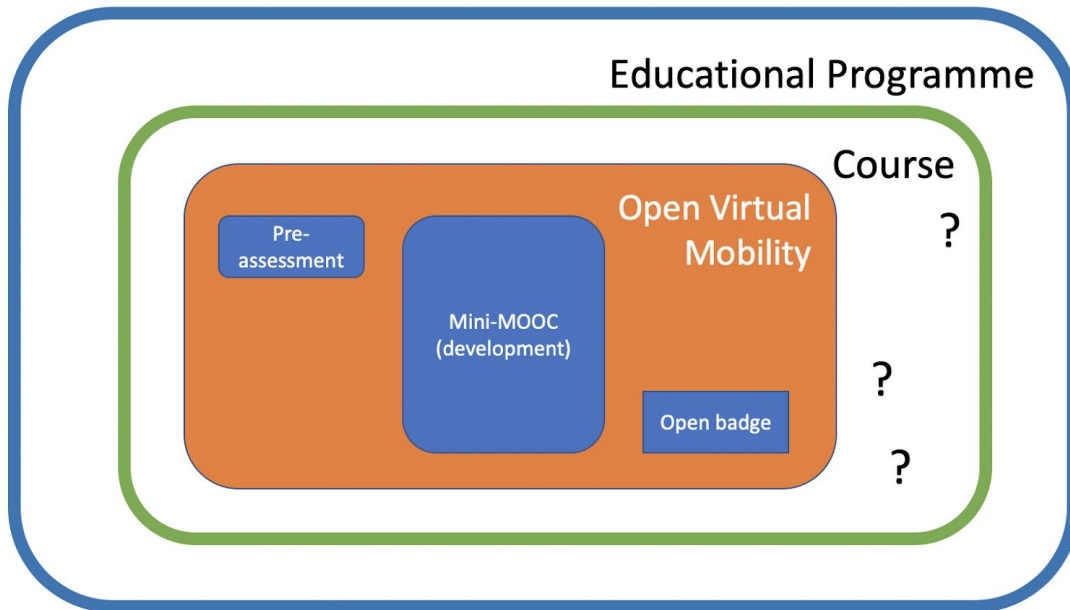 Educational Programme
Course
Open Virtual
Mobility
?
Pre-
assessment
Mini-MOOC
(development)
?
Open badge
?